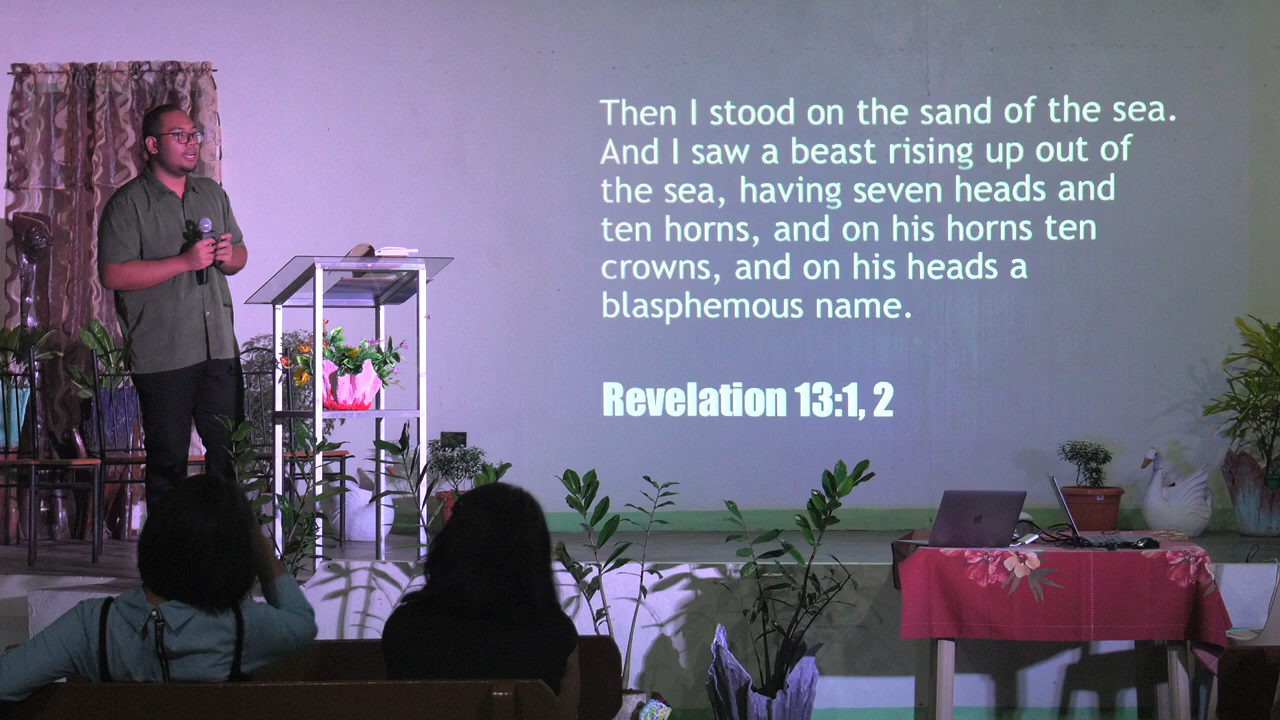 Then I stood on the sand of the sea.
And I saw a beast rising up out of
the sea, having seven heads and
ten horns, and on his horns ten
crowns, and on his heads a
blasphemous name.
Revelation 13:1, 2